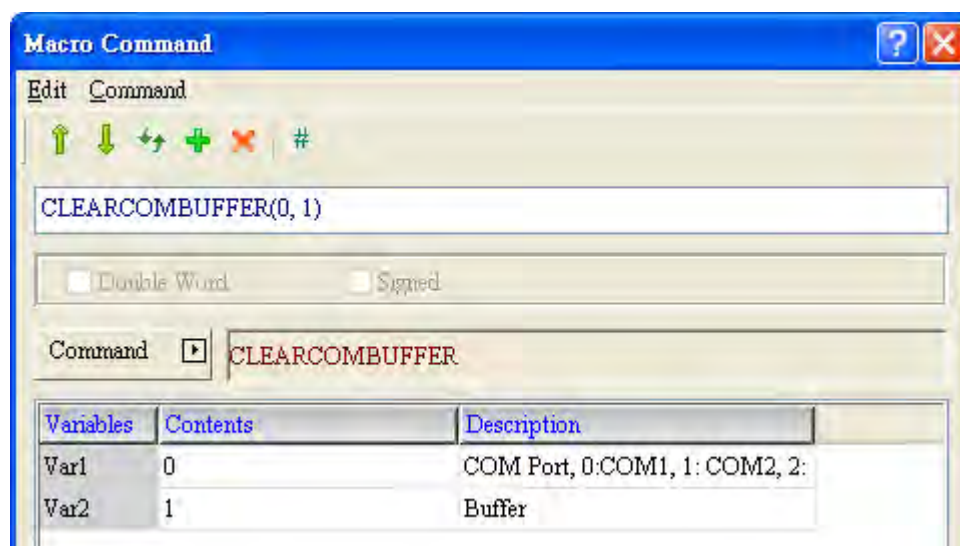 Macro Command
?
Edit Command
#
CLEARCOMBUFFER(0, 1)
Double Word Signed
Command CLEARCOMBUFFER
Variables Contents Description
Var1 0 COM Port, 0:COM1, 1: COM2, 2:
Var2 1 Buffer